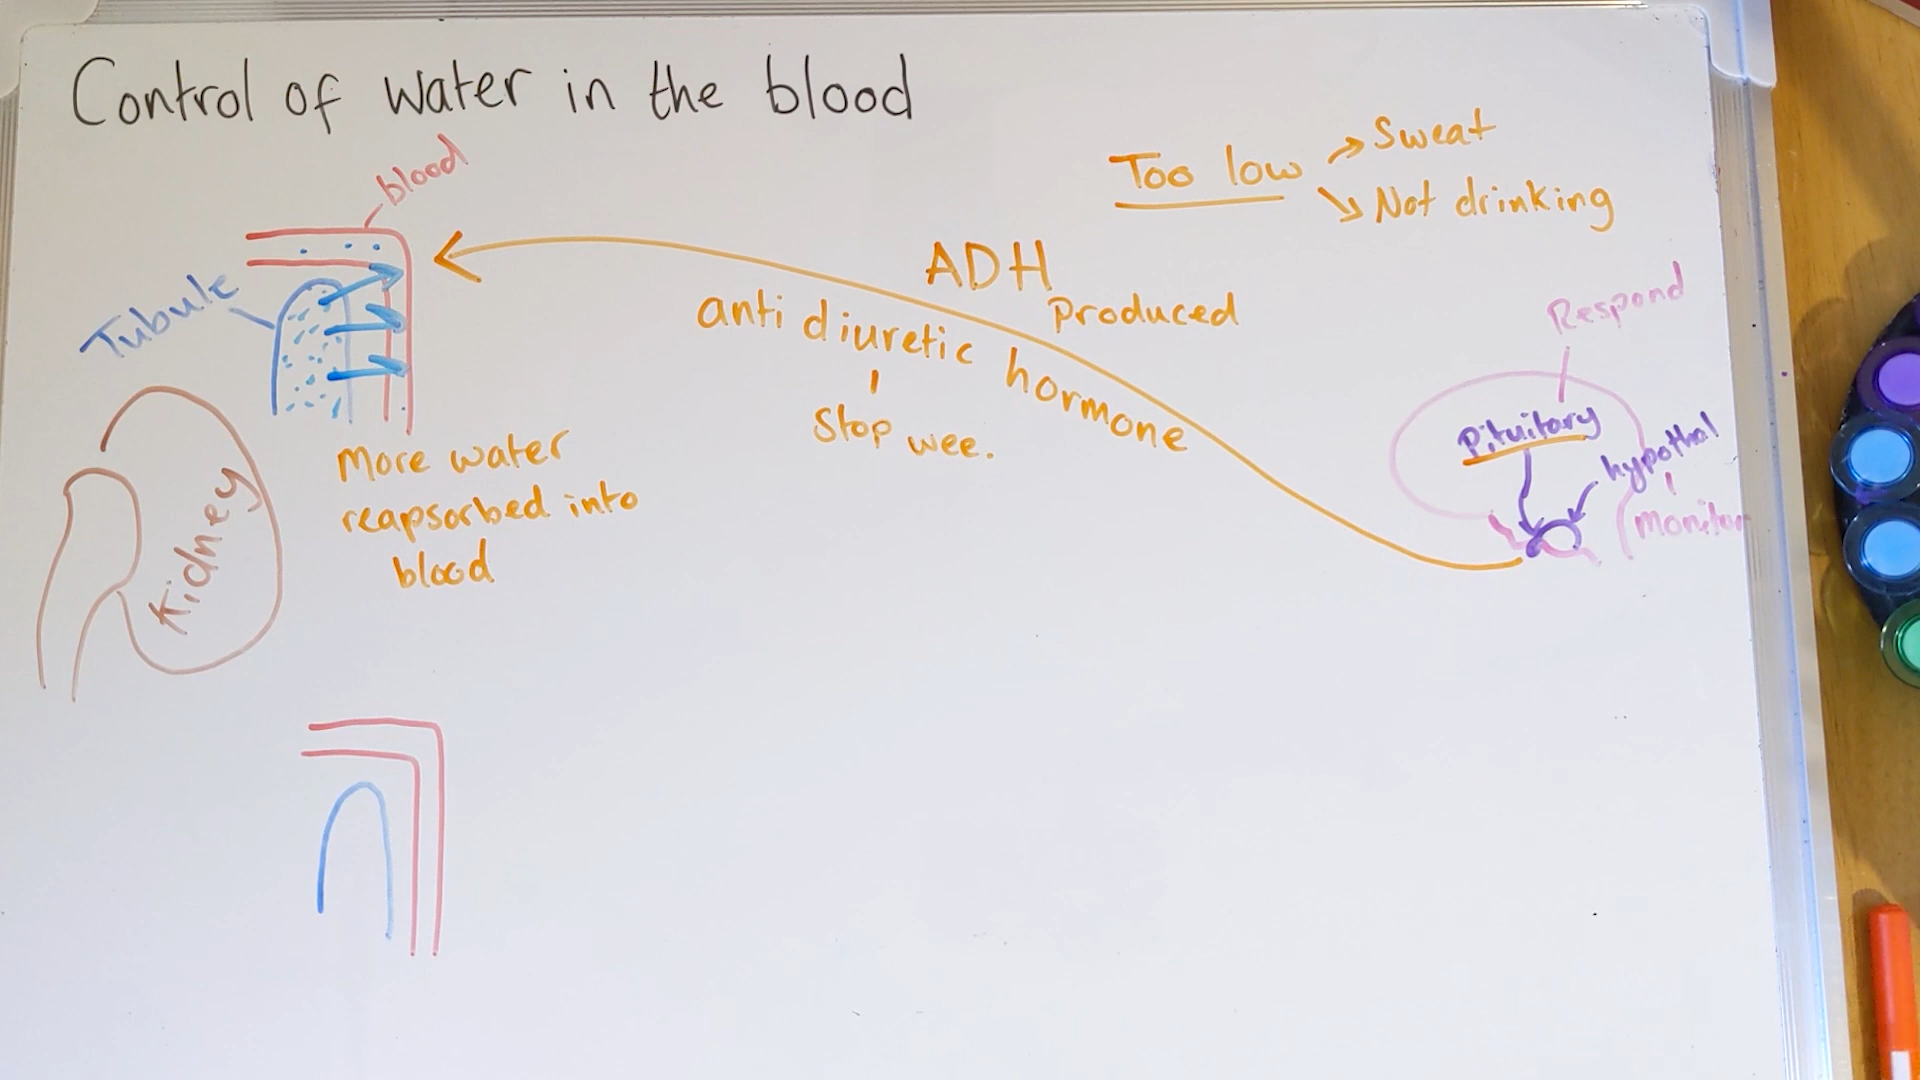 Control of water in the blood
blood
Too low
Sweat
Not drinking
Tubule
ADH
Produced
anti diuretic hormone
Stop wee.
Respond
Pituitary
hypothal
Monitor
More water
reapsorbed into
blood
Kidney